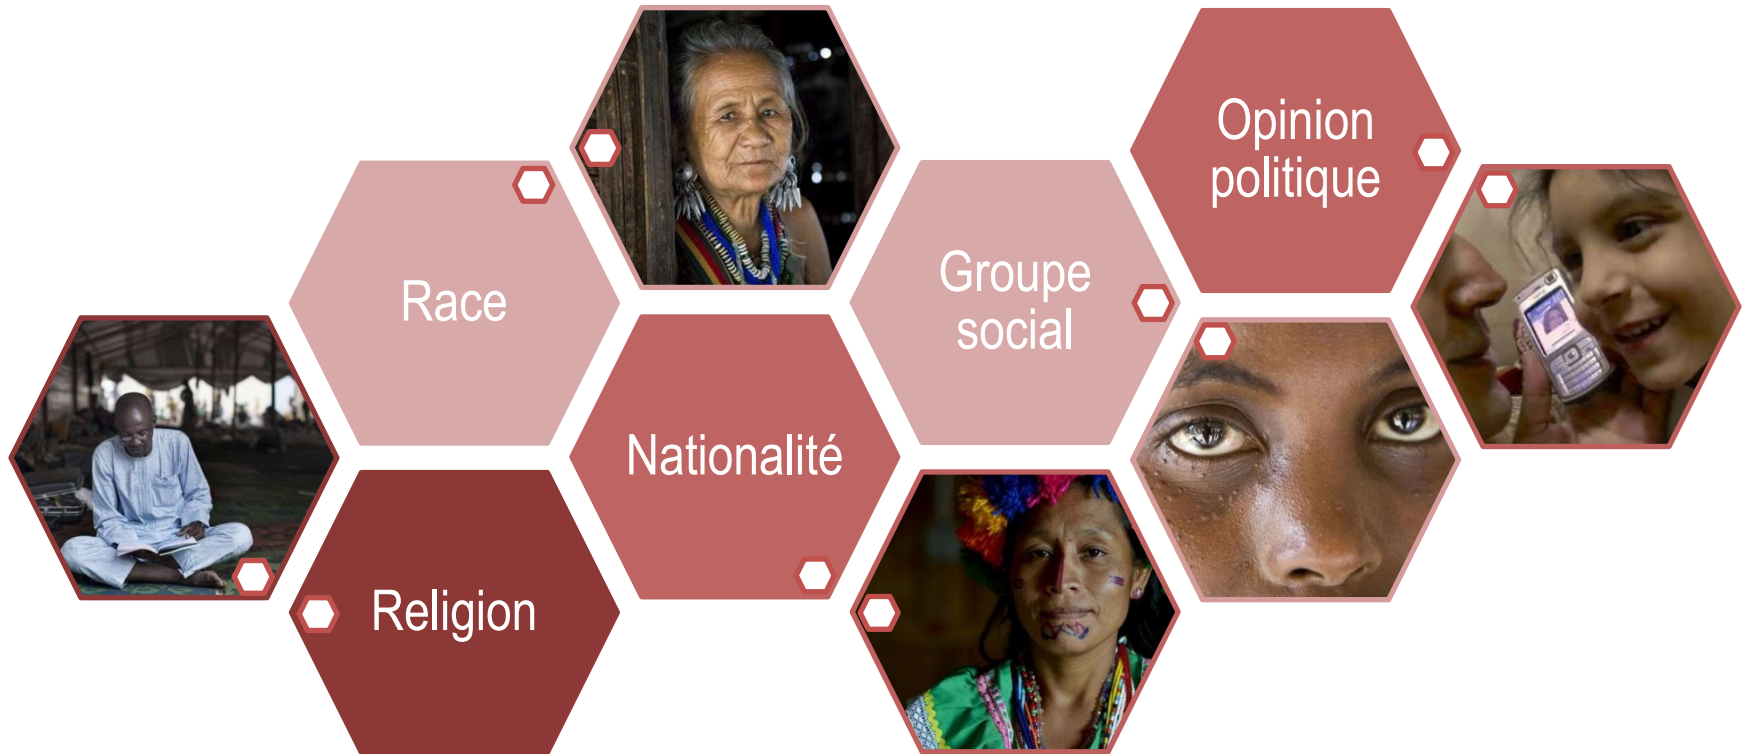 Race
Religion
Nationalité
Groupe
social
Opinion
politique